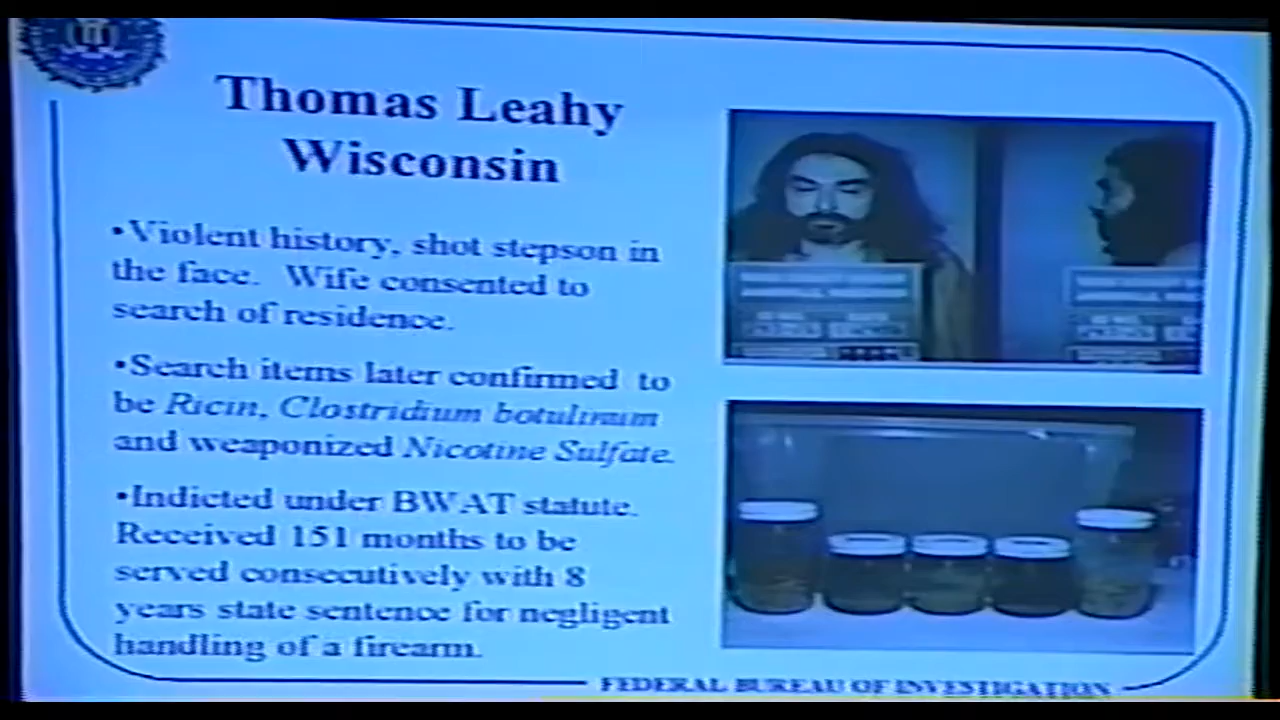 Thomas Leahy
Wisconsin
•Violent history, shot stepson in
the face. Wife consented to
search of residence.
•Search items later confirmed to
be Ricin, Clostridium botulinum
and weaponized Nicotine Sulfate.
•Indicted under BWAT statute.
Received 151 months to be
served consecutively with 8
years state sentence for negligent
handling of a firearm.
FEDERAL BUREAU OF INVESTIGATION